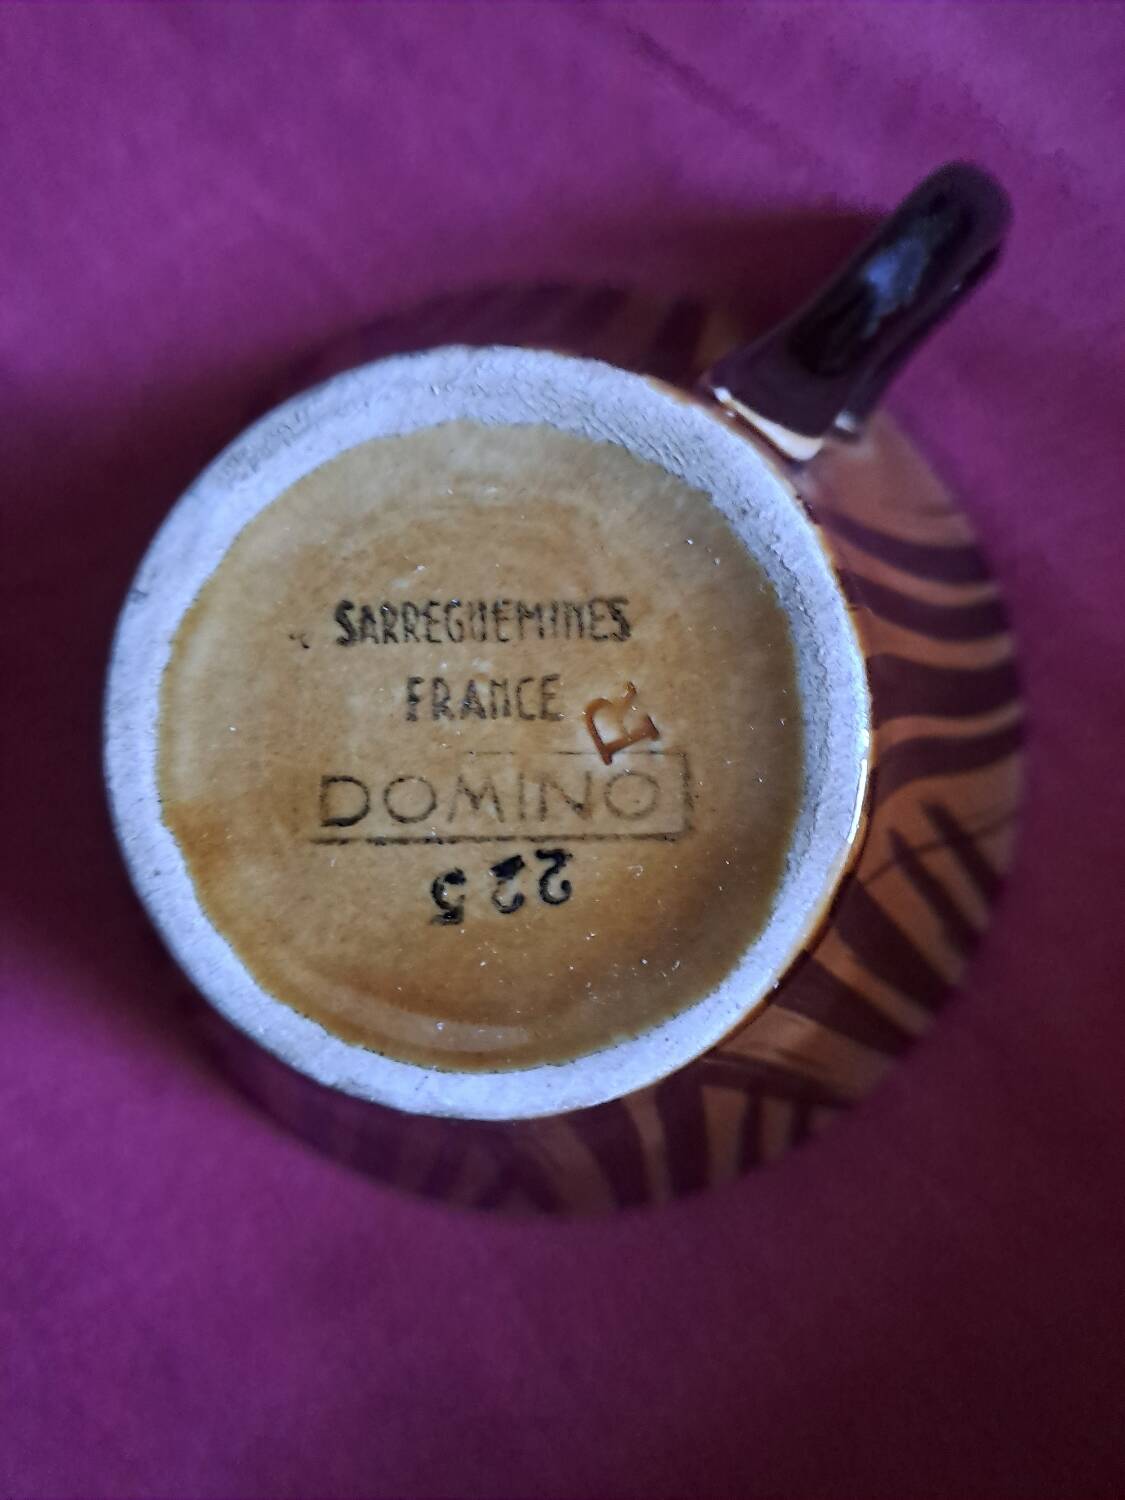 SARREGUEMINES
FRANCE
R
DOMINO
225